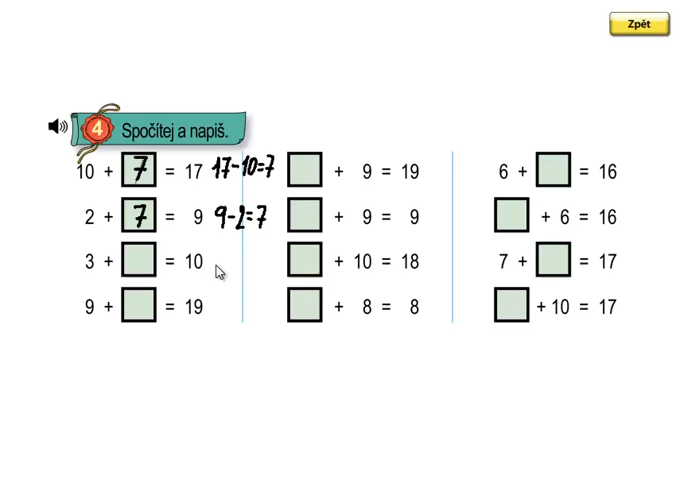 Zpět
4 Spočítej a napiš.
10 + 7 = 17 17-10=7
2 + 7 = 9 9-2=7
3 + = 10
9 + = 19
+ 9 = 19
+ 9 = 9
+ 10 = 18
+ 8 = 8
6 + = 16
+ 6 = 16
7 + = 17
+ 10 = 17